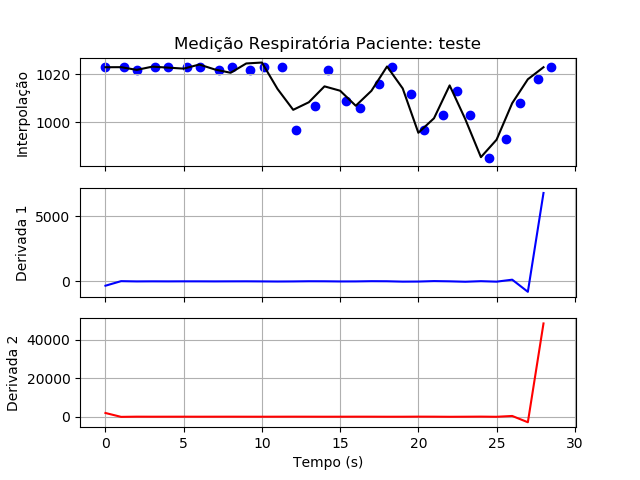 Medição Respiratória Paciente: teste
1020
1000
Interpolação
5000
0
Derivada 1
40000
20000
0
Derivada 2
0 5 10 15 20 25 30
Tempo (s)